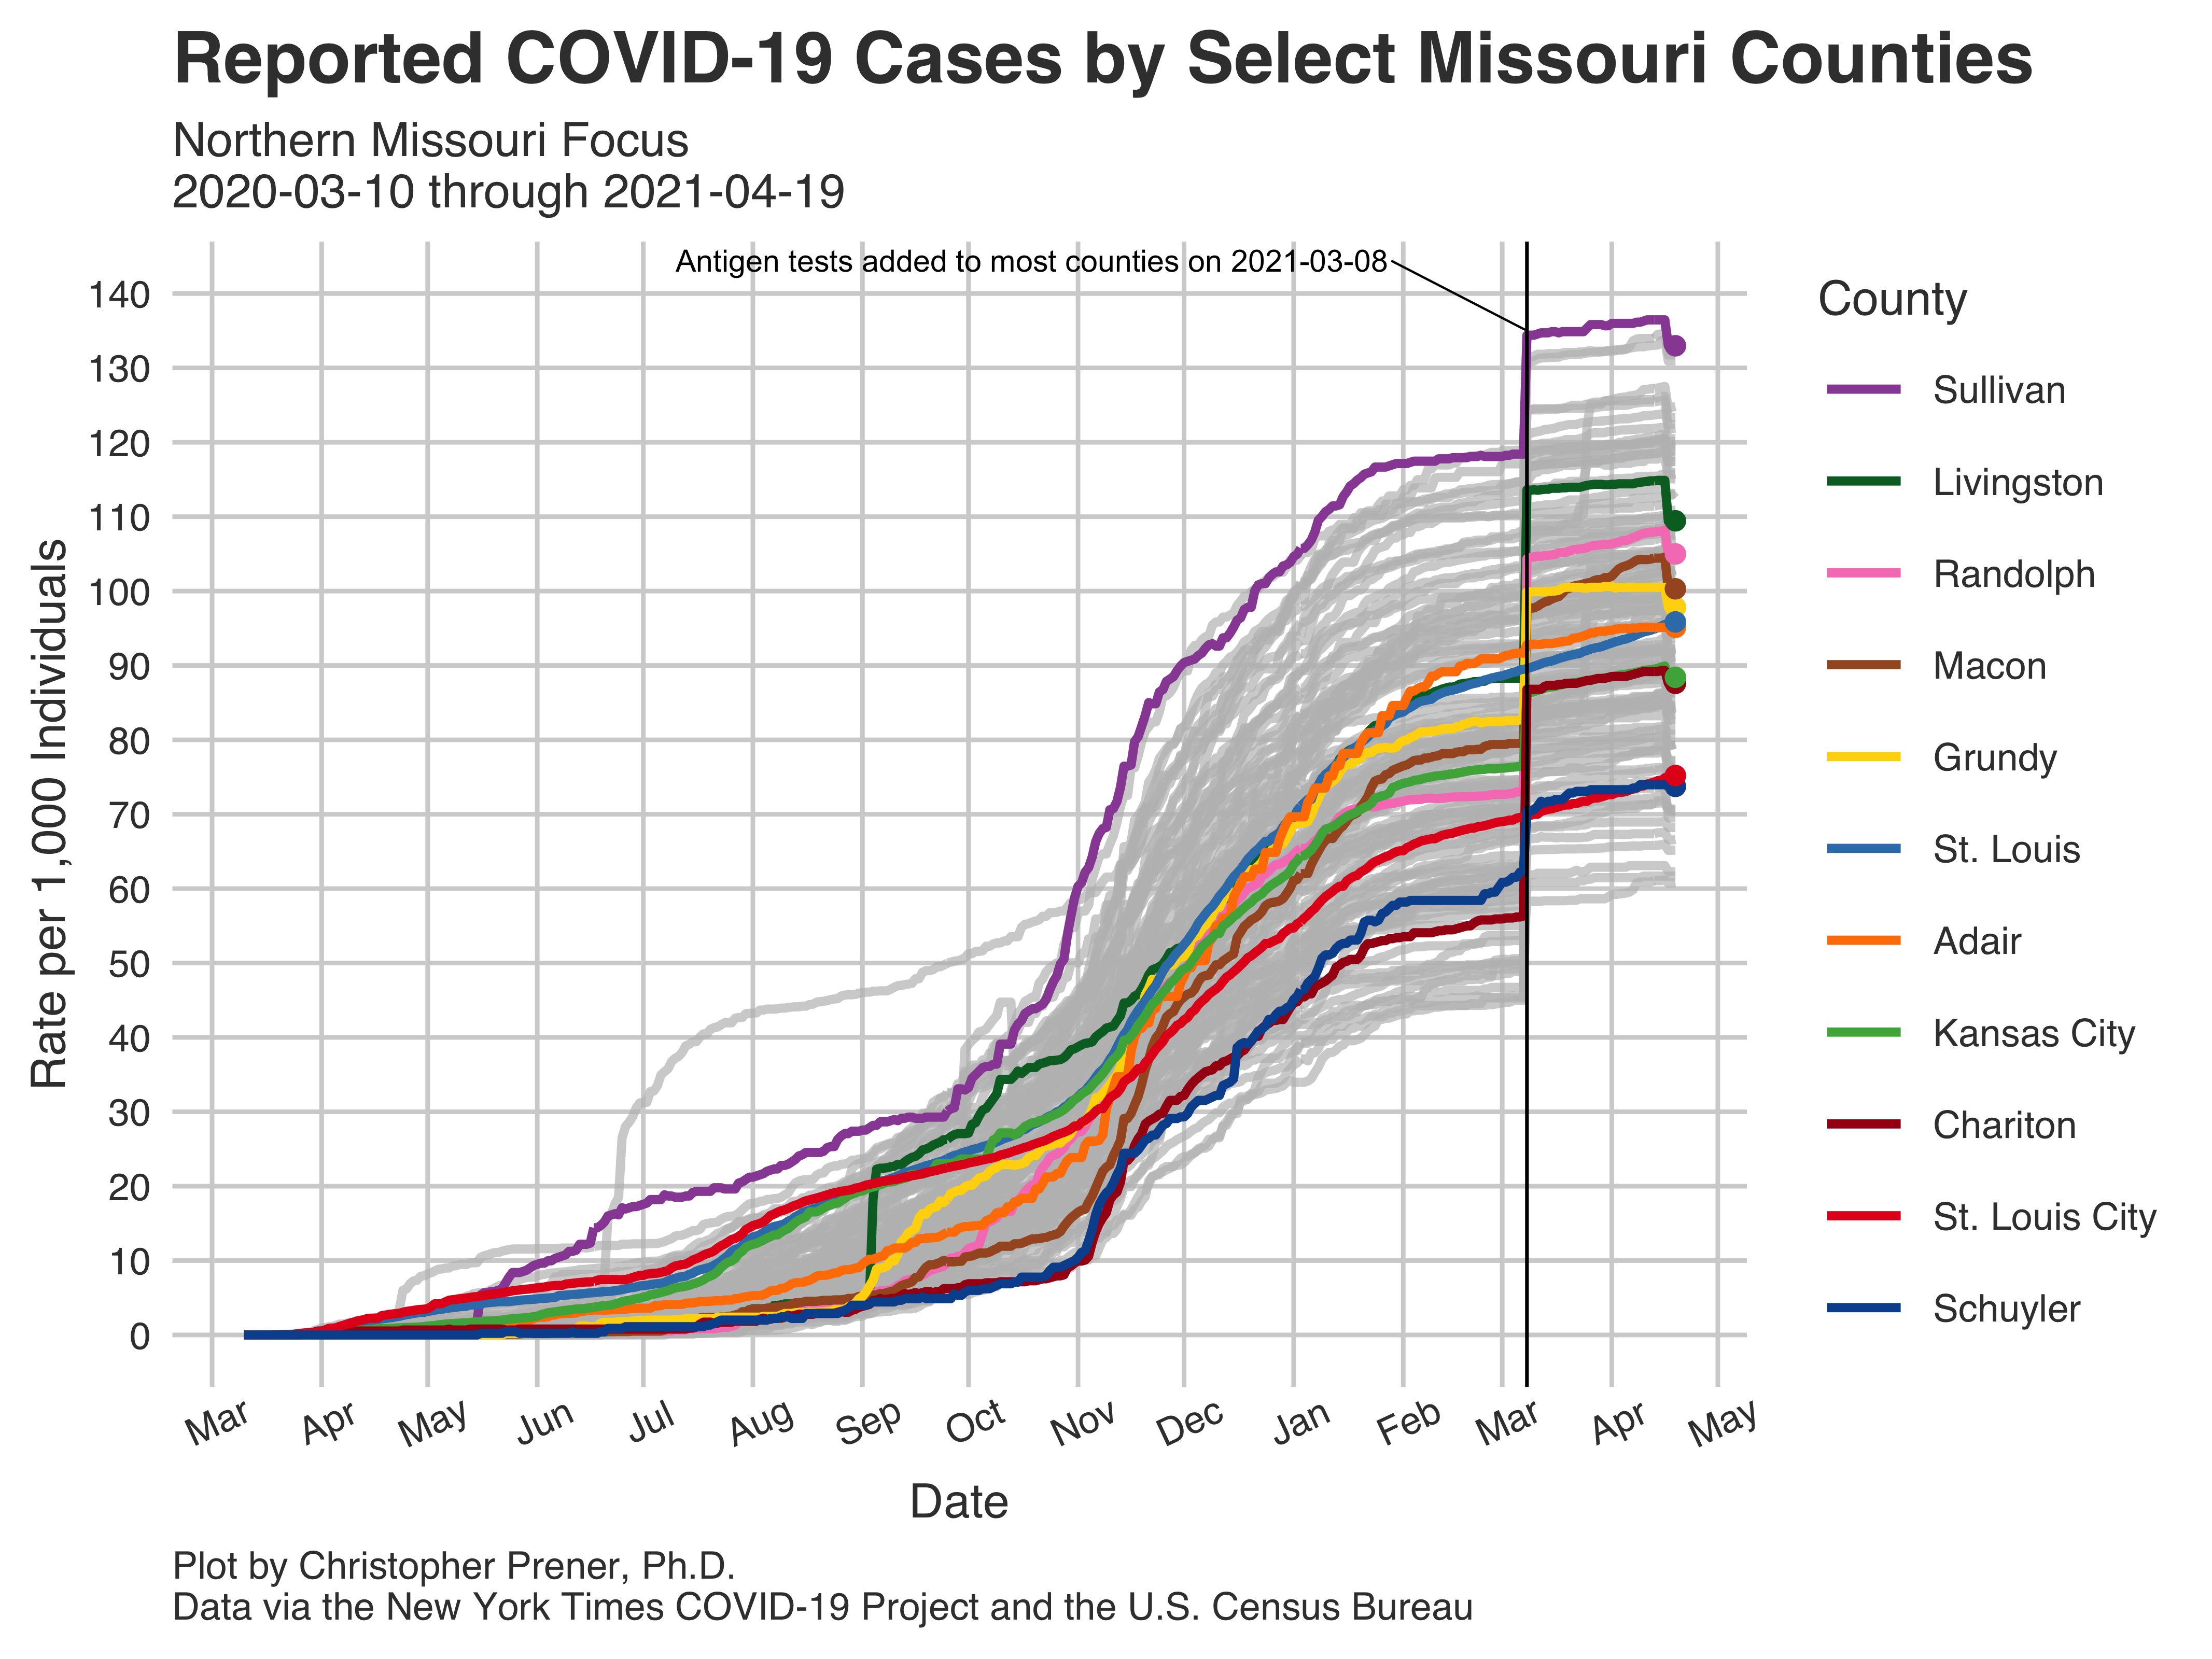 Reported COVID-19 Cases by Select Missouri Counties
Northern Missouri Focus
2020-03-10 through 2021-04-19
Antigen tests added to most counties on 2021-03-08
Rate per 1,000 Individuals
140
130
120
110
100
90
80
70
60
50
40
30
20
10
0
Mar Apr May Jun Jul Aug Sep Oct Nov Dec Jan Feb Mar Apr May
Date
County
Sullivan
Livingston
Randolph
Macon
Grundy
St. Louis
Adair
Kansas City
Chariton
St. Louis City
Schuyler
Plot by Christopher Prener, Ph.D.
Data via the New York Times COVID-19 Project and the U.S. Census Bureau